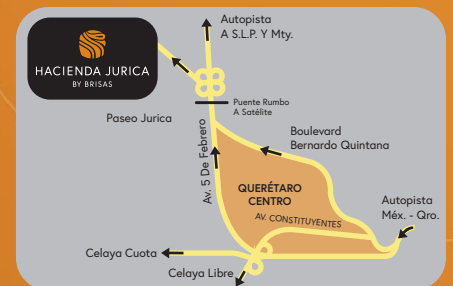 Autopista
A S.L.P. Y Mty.
HACIENDA JURICA
BY BRISAS
Puente Rumbo
A Satélite
Paseo Jurica
Av. 5 De Febrero
Boulevard
Bernardo Quintana
QUERÉTARO
CENTRO
AV. CONSTITUYENTES
Autopista
Méx. - Qro.
Celaya Cuota
Celaya Libre